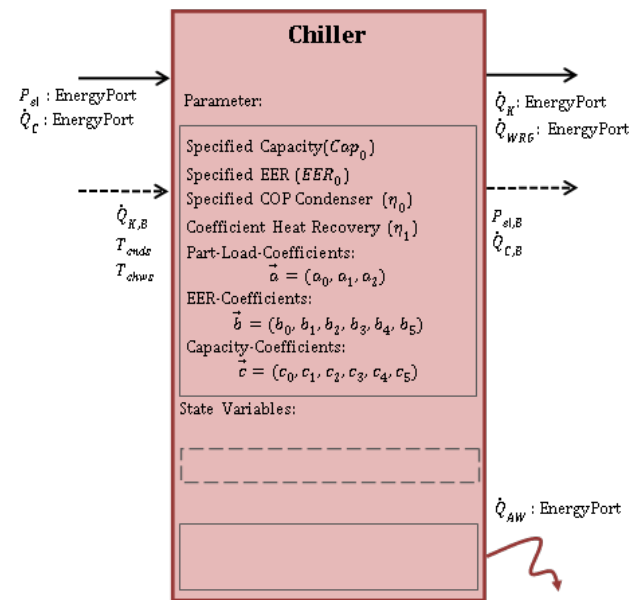 Chiller
P_el : EnergyPort
Q̇_C : EnergyPort
Q̇_K : EnergyPort
Q̇_WRG : EnergyPort
Parameter:
Specified Capacity(Cap_0)
Specified EER (EER_0)
Specified COP Condenser (η_0)
Coefficient Heat Recovery (η_1)
Part-Load-Coefficients:
a⃗ = (a_0, a_1, a_2)
EER-Coefficients:
b⃗ = (b_0, b_1, b_2, b_3, b_4, b_5)
Capacity-Coefficients:
c⃗ = (c_0, c_1, c_2, c_3, c_4, c_5)
Q̇_K,B
T_cnds
T_chws
P_el,B
Q̇_C,B
State Variables:
Q̇_AW : EnergyPort